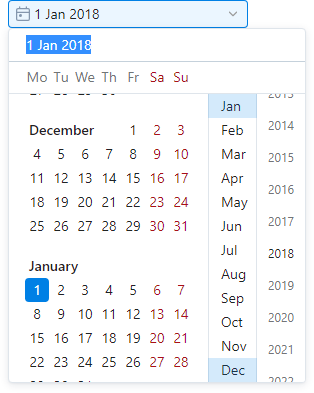 1 Jan 2018
1 Jan 2018
Mo Tu We Th Fr Sa Su
December 1 2 3
4 5 6 7 8 9 10
11 12 13 14 15 16 17
18 19 20 21 22 23 24
25 26 27 28 29 30 31
January
1 2 3 4 5 6 7
8 9 10 11 12 13 14
15 16 17 18 19 20 21
22 23 24 25 26 27 28
Jan
Feb
Mar
Apr
May
Jun
Jul
Aug
Sep
Oct
Nov
Dec
2014
2015
2016
2017
2018
2019
2020
2021